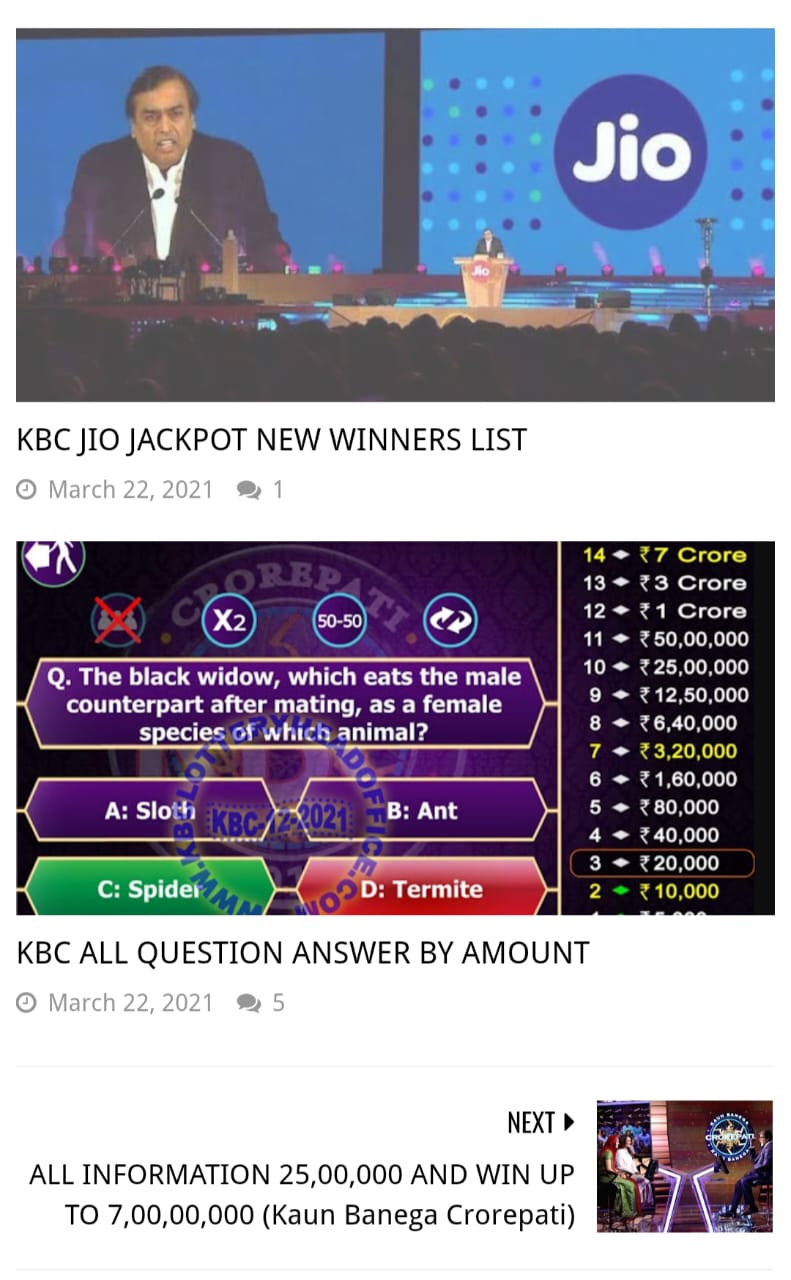 Jio
Jio
KBC JIO JACKPOT NEW WINNERS LIST
March 22, 2021 1
CROREPATI
X2
50-50
Q. The black widow, which eats the male
counterpart after mating, as a female
species of which animal?
A: Sloth
B: Ant
C: Spider
D: Termite
WWW.KBSLOTTERYHEADOFFICE.COM
KBC-12-2021
14 ₹7 Crore
13 ₹3 Crore
12 ₹1 Crore
11 ₹50,00,000
10 ₹25,00,000
9 ₹12,50,000
8 ₹6,40,000
7 ₹3,20,000
6 ₹1,60,000
5 ₹80,000
4 ₹40,000
3 ₹20,000
2 ₹10,000
KBC ALL QUESTION ANSWER BY AMOUNT
March 22, 2021 5
NEXT
ALL INFORMATION 25,00,000 AND WIN UP
TO 7,00,00,000 (Kaun Banega Crorepati)
KAUN BANEGA
CROREPATI